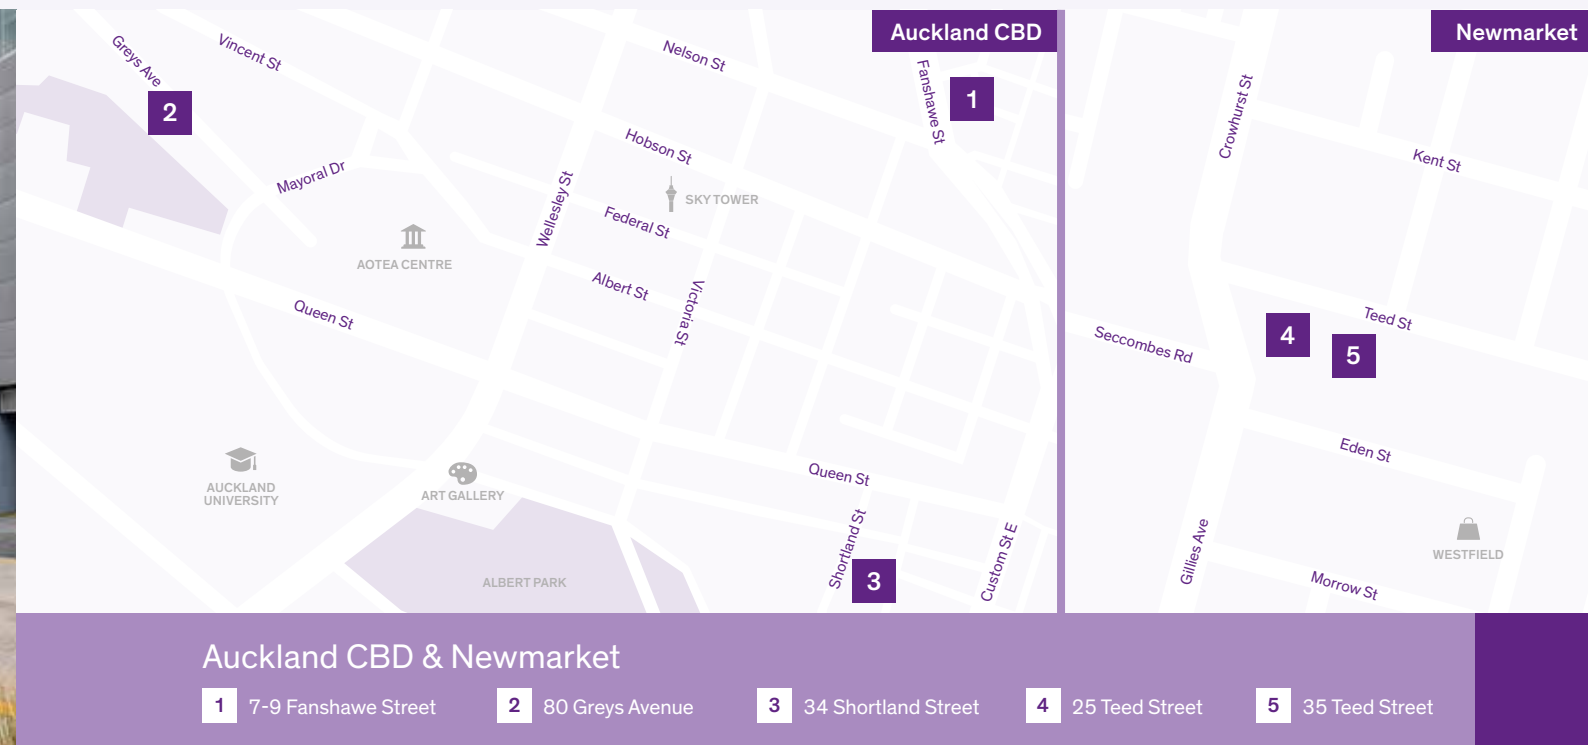 Auckland CBD
Greys Ave
Vincent St
Nelson St
Fanshawe St
1
2
Hobson St
Mayoral Dr
Wellesley St
SKY TOWER
Federal St
AOTEA CENTRE
Albert St
Victoria St
Queen St
AUCKLAND
UNIVERSITY
ART GALLERY
Queen St
Shortland St
Custom St E
3
ALBERT PARK
Newmarket
Crowhurst St
Kent St
Teed St
Seccombes Rd
4
5
Eden St
Gillies Ave
WESTFIELD
Morrow St
Auckland CBD & Newmarket
1 7-9 Fanshawe Street
2 80 Greys Avenue
3 34 Shortland Street
4 25 Teed Street
5 35 Teed Street